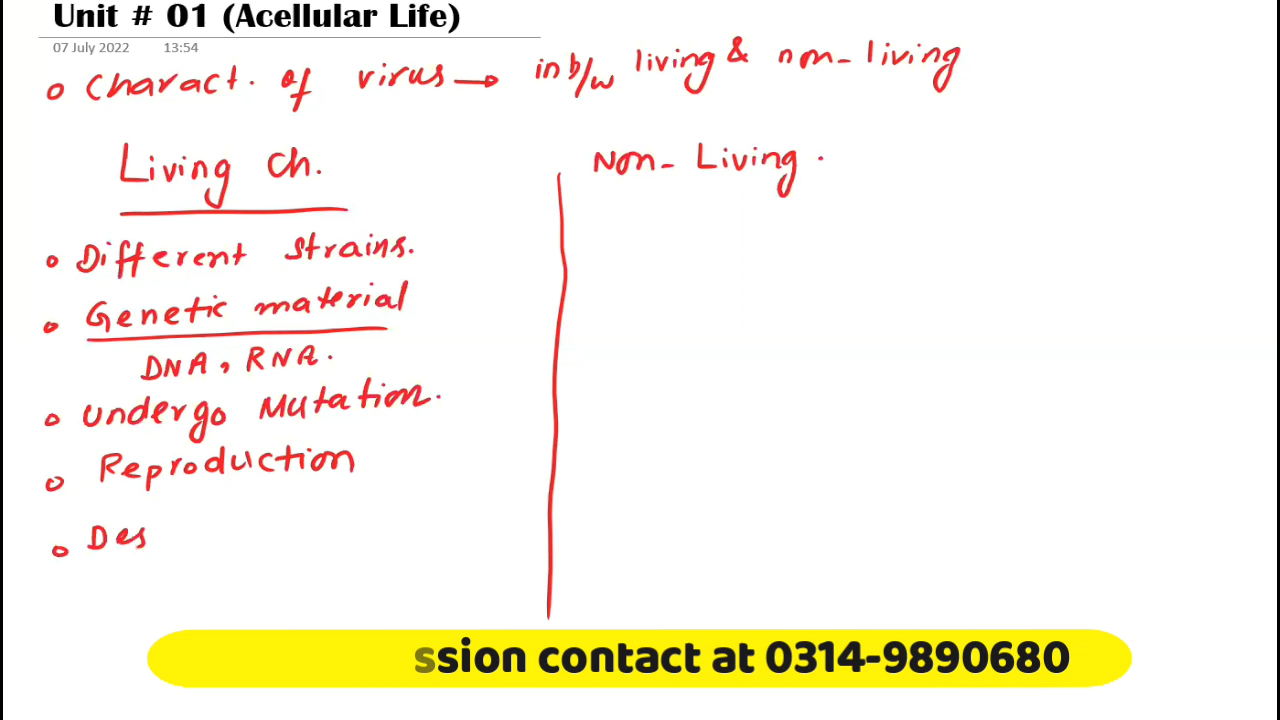 Unit # 01 (Acellular Life)
07 July 2022 13:54
Charact. of virus → in b/w living & non-living
Living Ch.
Different strains.
Genetic material
DNA, RNA.
Undergo Mutation.
Reproduction
Des
Non-Living.
ssion contact at 0314-9890680